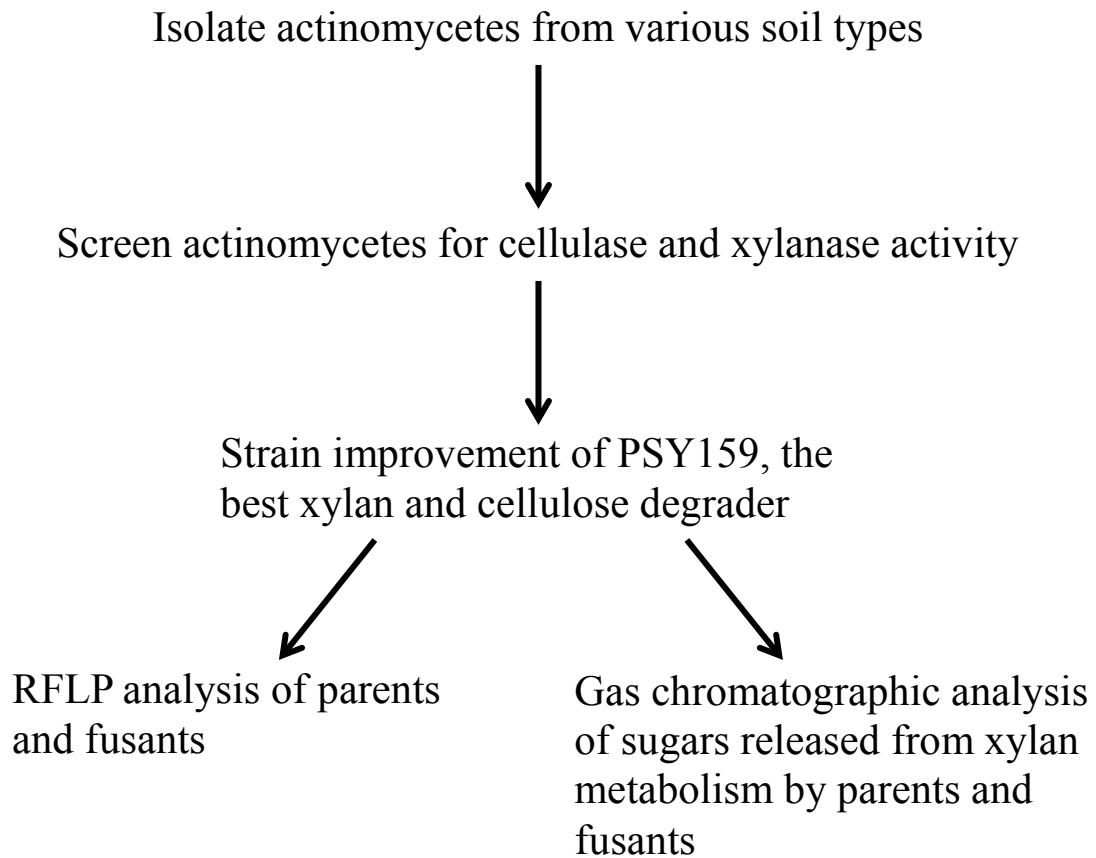 Isolate actinomycetes from various soil types
Screen actinomycetes for cellulase and xylanase activity
Strain improvement of PSY159, the
best xylan and cellulose degrader
RFLP analysis of parents
and fusants
Gas chromatographic analysis
of sugars released from xylan
metabolism by parents and
fusants